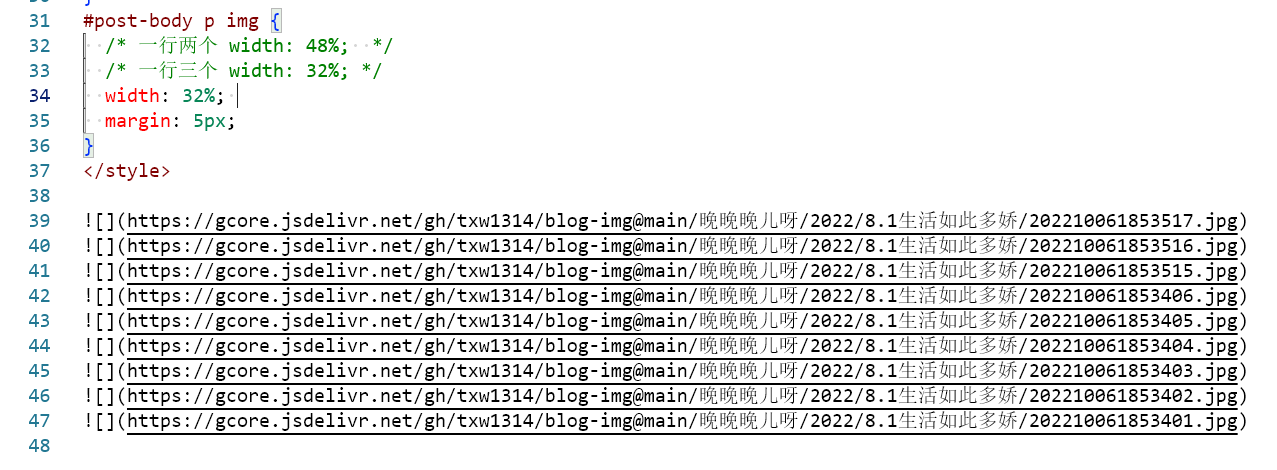 31 #post-body p img {
32 /* 一行两个 width: 48%; */
33 /* 一行三个 width: 32%; */
34 width: 32%;
35 margin: 5px;
36 }
37 </style>
38
39 ![](https://gcore.jsdelivr.net/gh/txw1314/blog-img@main/晚晚晚儿呀/2022/8.1生活如此多娇/202210061853517.jpg)
40 ![](https://gcore.jsdelivr.net/gh/txw1314/blog-img@main/晚晚晚儿呀/2022/8.1生活如此多娇/202210061853516.jpg)
41 ![](https://gcore.jsdelivr.net/gh/txw1314/blog-img@main/晚晚晚儿呀/2022/8.1生活如此多娇/202210061853515.jpg)
42 ![](https://gcore.jsdelivr.net/gh/txw1314/blog-img@main/晚晚晚儿呀/2022/8.1生活如此多娇/202210061853406.jpg)
43 ![](https://gcore.jsdelivr.net/gh/txw1314/blog-img@main/晚晚晚儿呀/2022/8.1生活如此多娇/202210061853405.jpg)
44 ![](https://gcore.jsdelivr.net/gh/txw1314/blog-img@main/晚晚晚儿呀/2022/8.1生活如此多娇/202210061853404.jpg)
45 ![](https://gcore.jsdelivr.net/gh/txw1314/blog-img@main/晚晚晚儿呀/2022/8.1生活如此多娇/202210061853403.jpg)
46 ![](https://gcore.jsdelivr.net/gh/txw1314/blog-img@main/晚晚晚儿呀/2022/8.1生活如此多娇/202210061853402.jpg)
47 ![](https://gcore.jsdelivr.net/gh/txw1314/blog-img@main/晚晚晚儿呀/2022/8.1生活如此多娇/202210061853401.jpg)
48